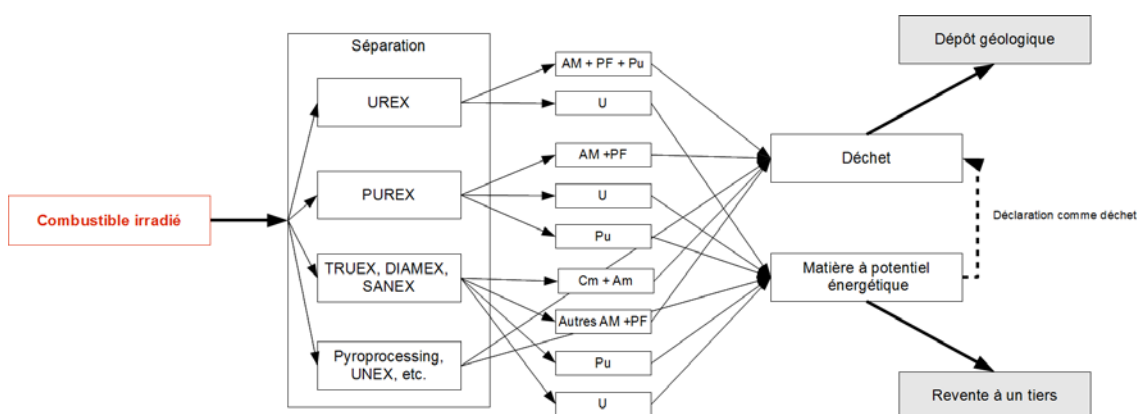 Séparation
Dépôt géologique
AM + PF + Pu
UREX
U
Déchet
AM +PF
PUREX
U
Combustible irradié
Déclaration comme déchet
Pu
TRUEX, DIAMEX,
SANEX
Cm + Am
Matière à potentiel
énergétique
Autres AM +PF
Pyroprocessing,
UNEX, etc.
Pu
Revente à un tiers
U